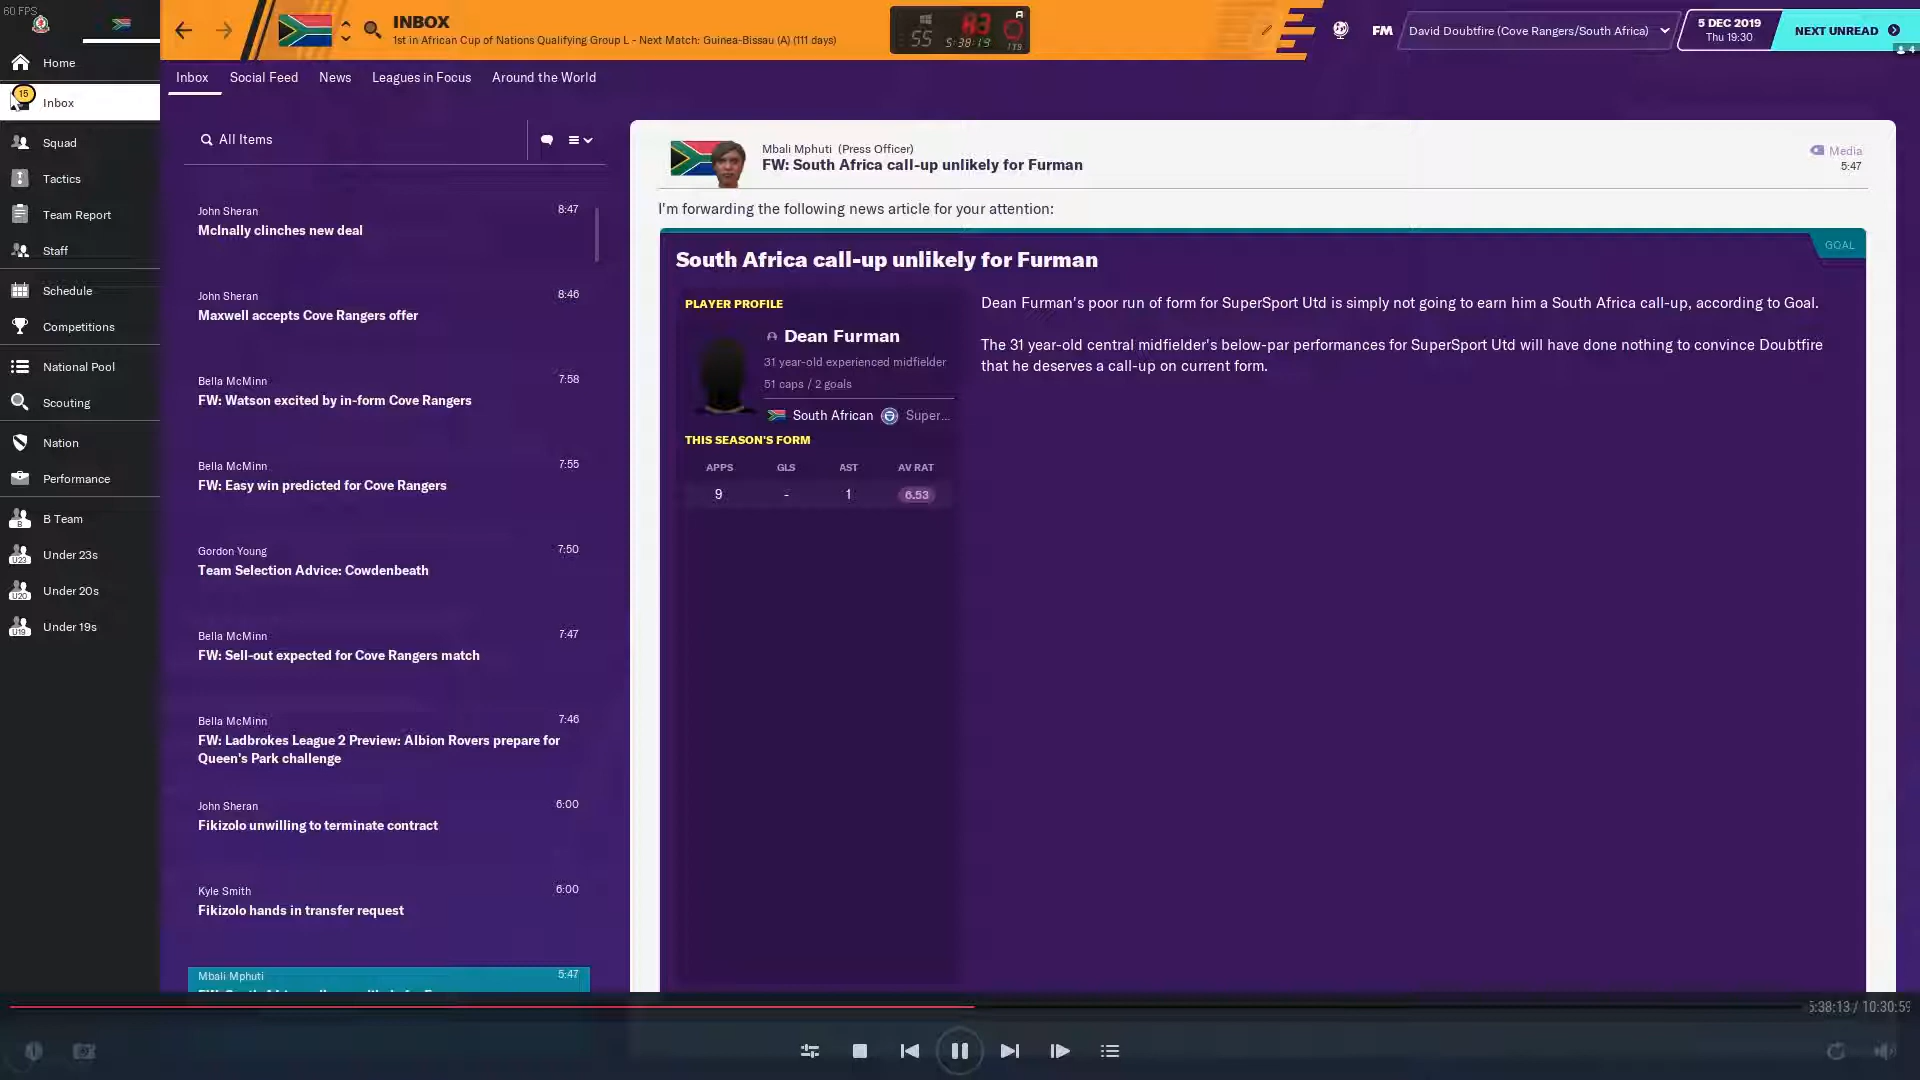 60 FPS
INBOX
1st in African Cup of Nations Qualifying Group L - Next Match: Guinea-Bissau (A) (111 days)
55
A3
A
5:38:13
FM
David Doubtfire (Cove Rangers/South Africa)
5 DEC 2019
Thu 19:30
NEXT UNREAD
4
Home
15
Inbox
Squad
Tactics
Team Report
Staff
Schedule
Competitions
National Pool
Scouting
Nation
Performance
B
B Team
U23
Under 23s
U20
Under 20s
U19
Under 19s
Inbox
Social Feed
News
Leagues in Focus
Around the World
All Items
John Sheran
8:47
McInally clinches new deal
John Sheran
8:46
Maxwell accepts Cove Rangers offer
Bella McMinn
7:58
FW: Watson excited by in-form Cove Rangers
Bella McMinn
7:55
FW: Easy win predicted for Cove Rangers
Gordon Young
7:50
Team Selection Advice: Cowdenbeath
Bella McMinn
7:47
FW: Sell-out expected for Cove Rangers match
Bella McMinn
7:46
FW: Ladbrokes League 2 Preview: Albion Rovers prepare for
Queen's Park challenge
John Sheran
6:00
Fikizolo unwilling to terminate contract
Kyle Smith
6:00
Fikizolo hands in transfer request
Mbali Mphuti
5:47
Mbali Mphuti (Press Officer)
FW: South Africa call-up unlikely for Furman
Media
5:47
I'm forwarding the following news article for your attention:
South Africa call-up unlikely for Furman
GOAL
PLAYER PROFILE
Dean Furman
31 year-old experienced midfielder
51 caps / 2 goals
South African
Super...
THIS SEASON'S FORM
APPS
GLS
AST
AV RAT
9
-
1
6.53
Dean Furman's poor run of form for SuperSport Utd is simply not going to earn him a South Africa call-up, according to Goal.
The 31 year-old central midfielder's below-par performances for SuperSport Utd will have done nothing to convince Doubtfire
that he deserves a call-up on current form.
5:38:13 / 10:30:59